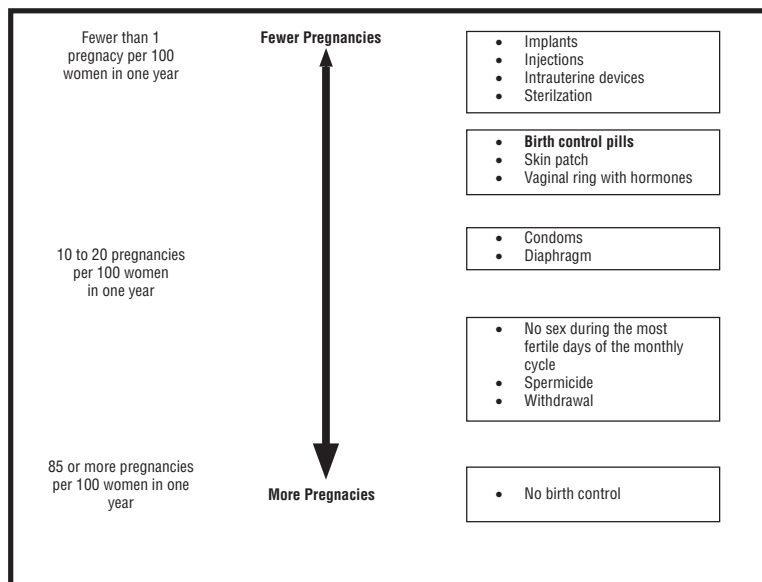 Fewer than 1
pregnacy per 100
women in one year
Fewer Pregnancies
• Implants
• Injections
• Intrauterine devices
• Sterilzation
• Birth control pills
• Skin patch
• Vaginal ring with hormones
10 to 20 pregnancies
per 100 women
in one year
• Condoms
• Diaphragm
• No sex during the most
fertile days of the monthly
cycle
• Spermicide
• Withdrawal
85 or more pregnancies
per 100 women in one
year
More Pregnacies
• No birth control